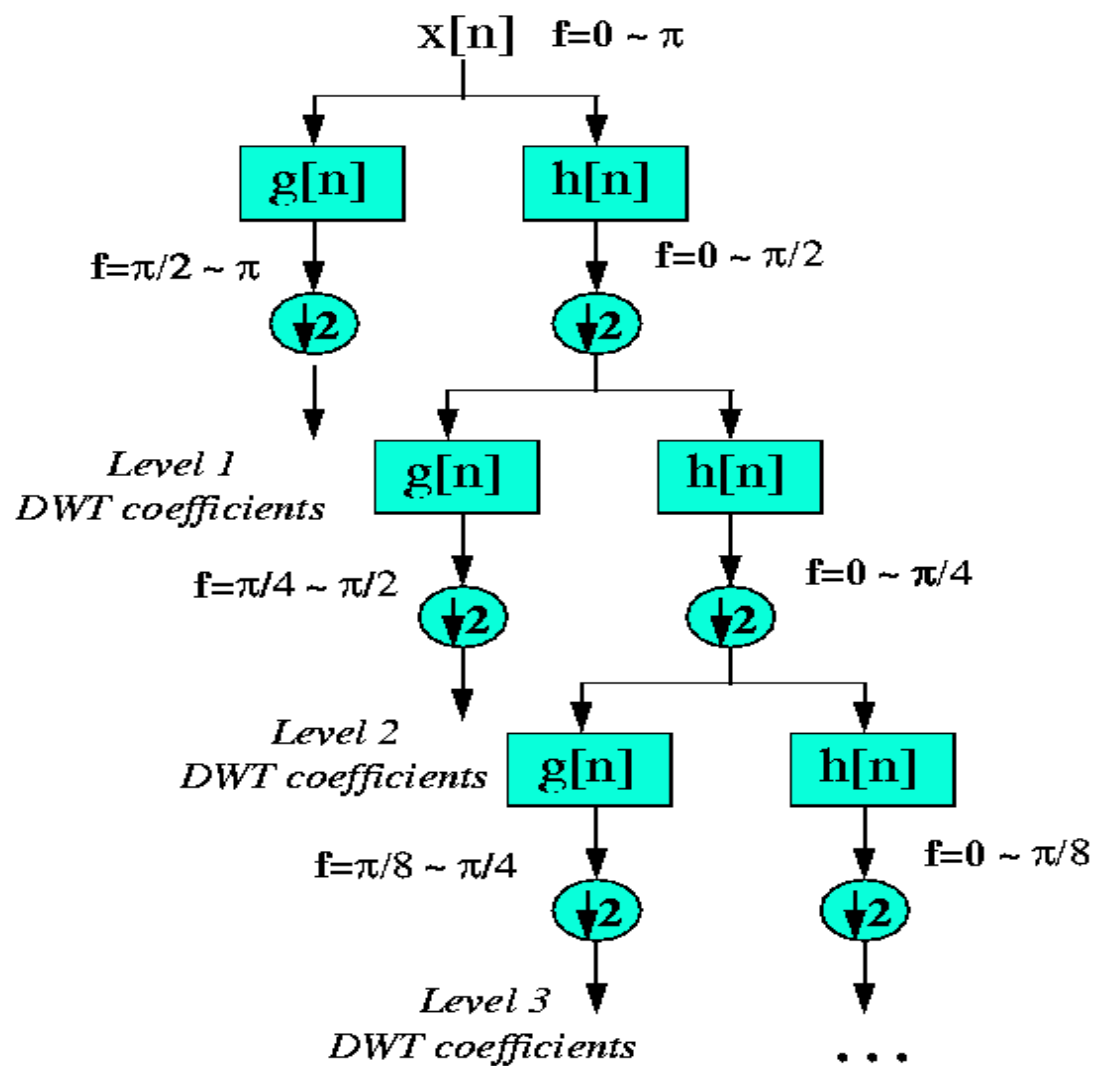 x[n] f=0 ~ π
g[n] h[n]
f=π/2 ~ π f=0 ~ π/2
↓2 ↓2
Level 1
DWT coefficients
g[n] h[n]
f=π/4 ~ π/2 f=0 ~ π/4
↓2 ↓2
Level 2
DWT coefficients
g[n] h[n]
f=π/8 ~ π/4 f=0 ~ π/8
↓2 ↓2
Level 3
DWT coefficients
...